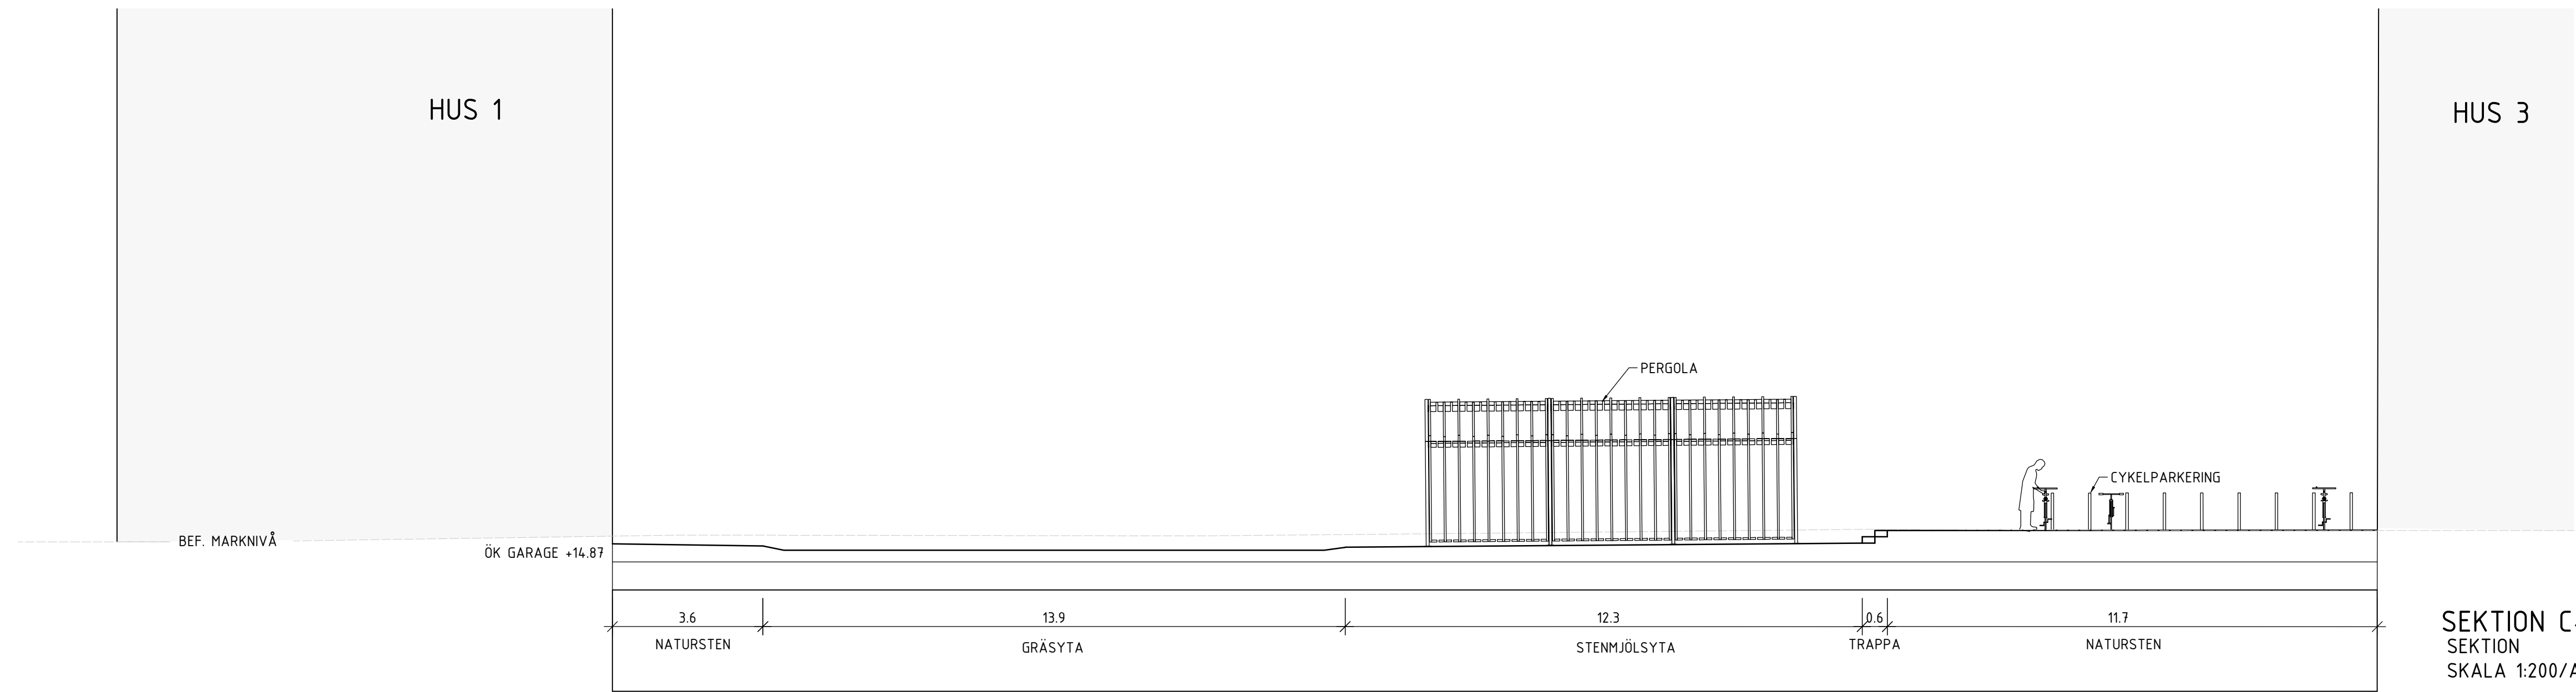 HUS 1
HUS 3
PERGOLA
CYKELPARKERING
BEF. MARKNIVÅ
ÖK GARAGE +14.87
3.6
13.9
12.3
0.6
11.7
NATURSTEN
GRÄSYTA
STENMJÖLSYTA
TRAPPA
NATURSTEN
SEKTION C
SEKTION
SKALA 1:200/A